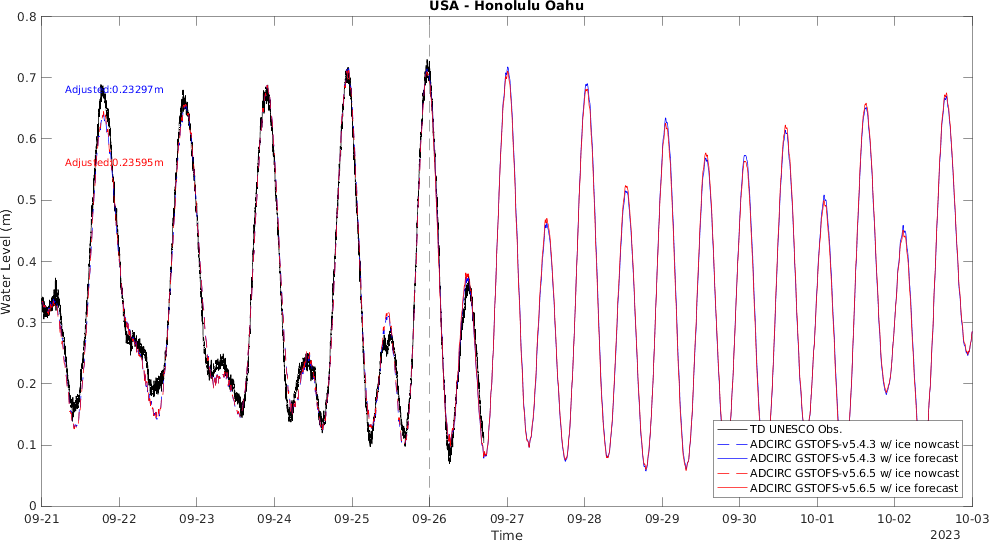 USA - Honolulu Oahu
0.8
0.7
0.6
0.5
0.4
0.3
0.2
0.1
0
Water Level (m)
Adjusted:0.23297m
Adjusted:0.23595m
TD UNESCO Obs.
ADCIRC GSTOFS-v5.4.3 w/ ice nowcast
ADCIRC GSTOFS-v5.4.3 w/ ice forecast
ADCIRC GSTOFS-v5.6.5 w/ ice nowcast
ADCIRC GSTOFS-v5.6.5 w/ ice forecast
09-21 09-22 09-23 09-24 09-25 09-26 09-27 09-28 09-29 09-30 10-01 10-02 10-03
Time
2023